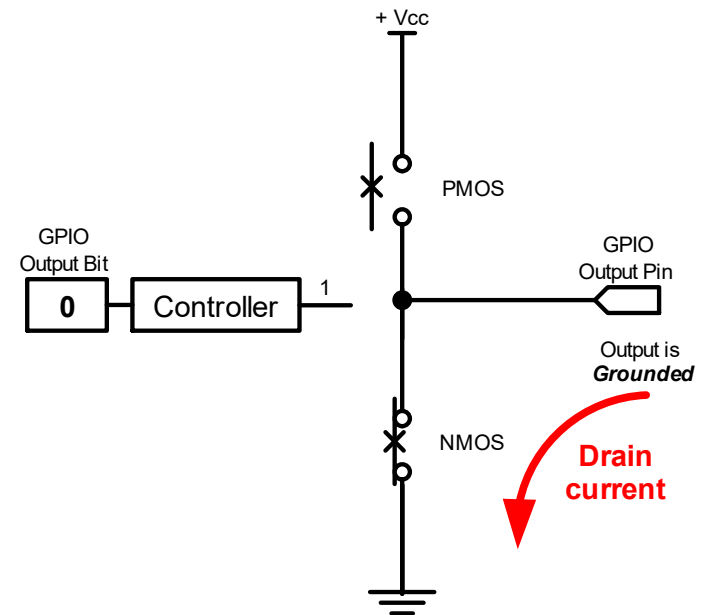 + Vcc
PMOS
GPIO
Output Bit
0
Controller
1
GPIO
Output Pin
Output is
Grounded
NMOS
Drain
current